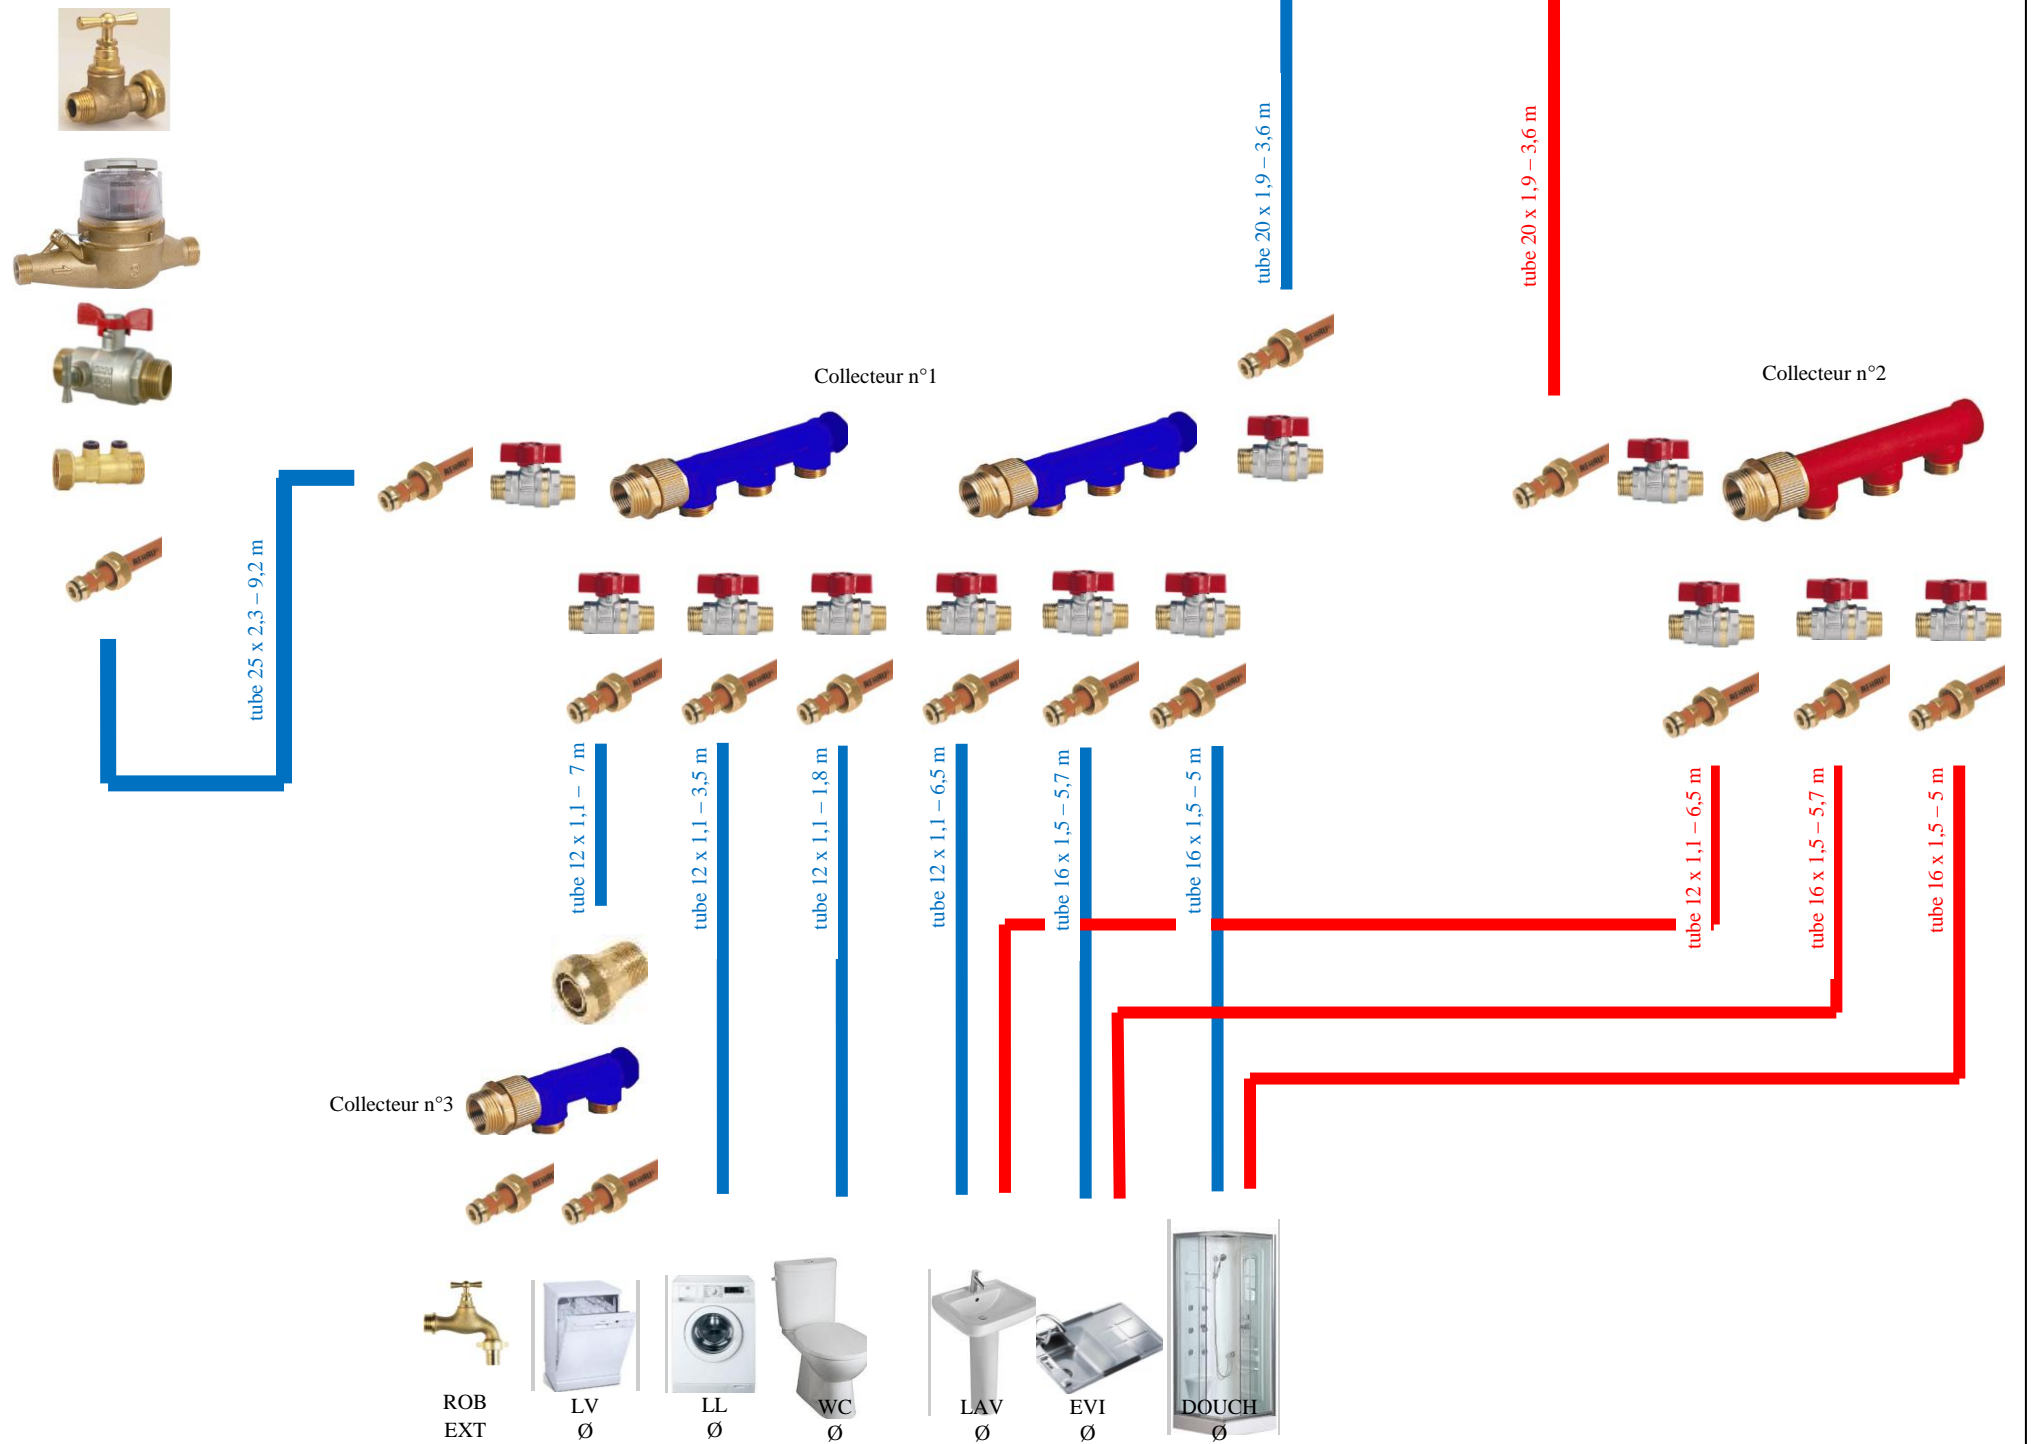 tube 20 x 1,9 – 3,6 m
tube 20 x 1,9 – 3,6 m
Collecteur n°1
Collecteur n°2
tube 25 x 2,3 – 9,2 m
tube 12 x 1,1 – 7 m
tube 12 x 1,1 – 3,5 m
tube 12 x 1,1 – 1,8 m
tube 12 x 1,1 – 6,5 m
tube 16 x 1,5 – 5,7 m
tube 16 x 1,5 – 5 m
tube 12 x 1,1 – 6,5 m
tube 16 x 1,5 – 5,7 m
tube 16 x 1,5 – 5 m
Collecteur n°3
ROB
EXT
LV
Ø
LL
Ø
WC
Ø
LAV
Ø
EVI
Ø
DOUCH
Ø